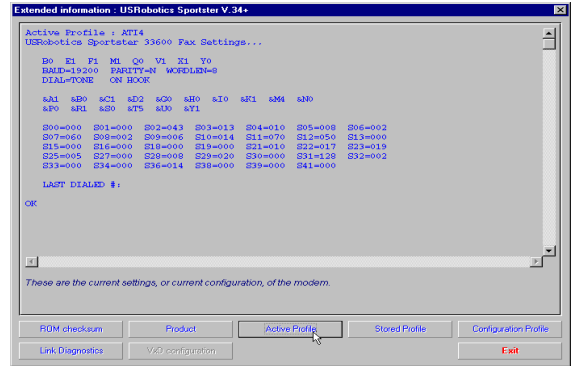 Extended information : USRobotics Sportster V.34+
Active Profile : ATI4
USRobotics Sportster 33600 Fax Settings...
B0 E1 F1 M1 Q0 V1 X1 Y0
BAUD=19200 PARITY=N WORDLEN=8
DIAL=TONE ON HOOK
&A1 &B0 &C1 &D2 &G0 &H0 &I0 &K1 &M4 &N0
&P0 &R1 &S0 &T5 &U0 &Y1
S00=000 S01=000 S02=043 S03=013 S04=010 S05=008 S06=002
S07=060 S08=002 S09=006 S10=014 S11=070 S12=050 S13=000
S15=000 S16=000 S18=000 S19=000 S21=010 S22=017 S23=019
S25=005 S27=000 S28=008 S29=020 S30=000 S31=128 S32=002
S33=000 S34=000 S36=014 S38=000 S39=000 S41=000
LAST DIALED #:
OK
These are the current settings, or current configuration, of the modem.
ROM checksum Product Active Profile Stored Profile Configuration Profile
Link Diagnostics VxD configuration Exit